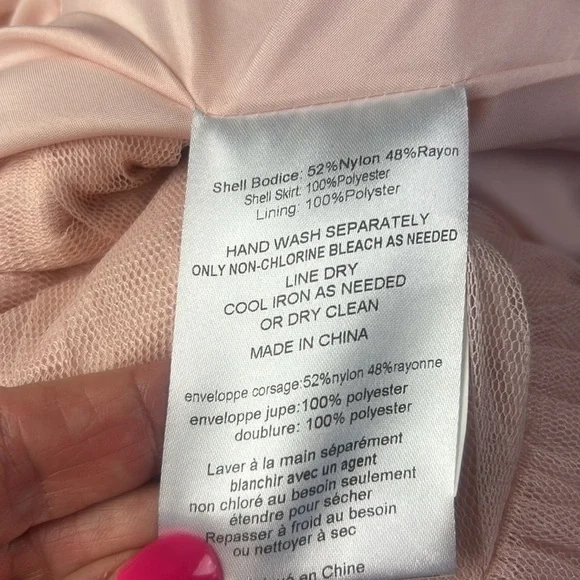 Shell Bodice: 52%Nylon 48%Rayon
Shell Skirt: 100%Polyester
Lining: 100%Polyster
HAND WASH SEPARATELY
ONLY NON-CHLORINE BLEACH AS NEEDED
LINE DRY
COOL IRON AS NEEDED
OR DRY CLEAN
MADE IN CHINA
enveloppe corsage:52%nylon 48%rayonne
enveloppe jupe:100% polyester
doublure: 100% polyester
Laver à la main séparément
blanchir avec un agent
non chloré au besoin seulement
étendre pour sécher
Repasser à froid au besoin
ou nettoyer à sec
en Chine